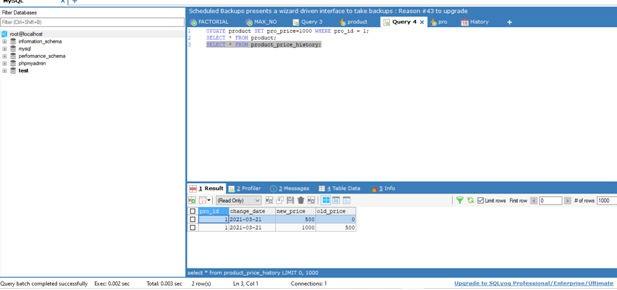 MySQL
Filter Databases
Filter (Ctrl+Shift+B)
root@localhost
information_schema
mysql
performance_schema
phpmyadmin
test
Scheduled Backups presents a wizard driven interface to take backups : Reason #43 to upgrade
FACTORIAL
MAX_NO
Query 3
product
Query 4
pro
History
1 UPDATE product SET pro_price=1000 WHERE pro_id = 1;
2 SELECT * FROM product;
3 SELECT * FROM product_price_history;
1 Result
2 Profiler
3 Messages
4 Table Data
5 Info
(Read Only)
Limit rows First row 0 # of rows 1000
pro_id change_date new_price old_price
1 2021-03-21 500 0
1 2021-03-21 1000 500
select * from product_price_history LIMIT 0, 1000
Query batch completed successfully Exec: 0.002 sec Total: 0.003 sec 2 row(s) Ln 3, Col 1 Connections: 1 Upgrade to SQLyog Professional/Enterprise/Ultimate